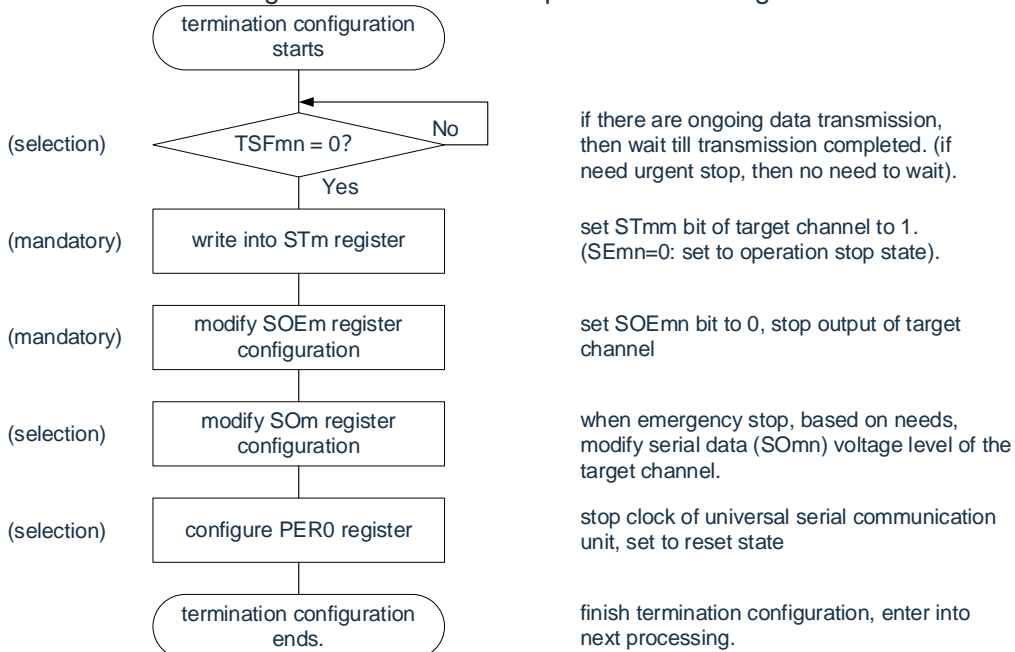 termination configuration
starts
(selection)
TSFmn = 0?
No
if there are ongoing data transmission,
then wait till transmission completed. (if
need urgent stop, then no need to wait).
Yes
(mandatory)
write into STm register
set STmm bit of target channel to 1.
(SEmn=0: set to operation stop state).
(mandatory)
modify SOEm register
configuration
set SOEmn bit to 0, stop output of target
channel
(selection)
modify SOm register
configuration
when emergency stop, based on needs,
modify serial data (SOmn) voltage level of the
target channel.
(selection)
configure PER0 register
stop clock of universal serial communication
unit, set to reset state
termination configuration
ends.
finish termination configuration, enter into
next processing.